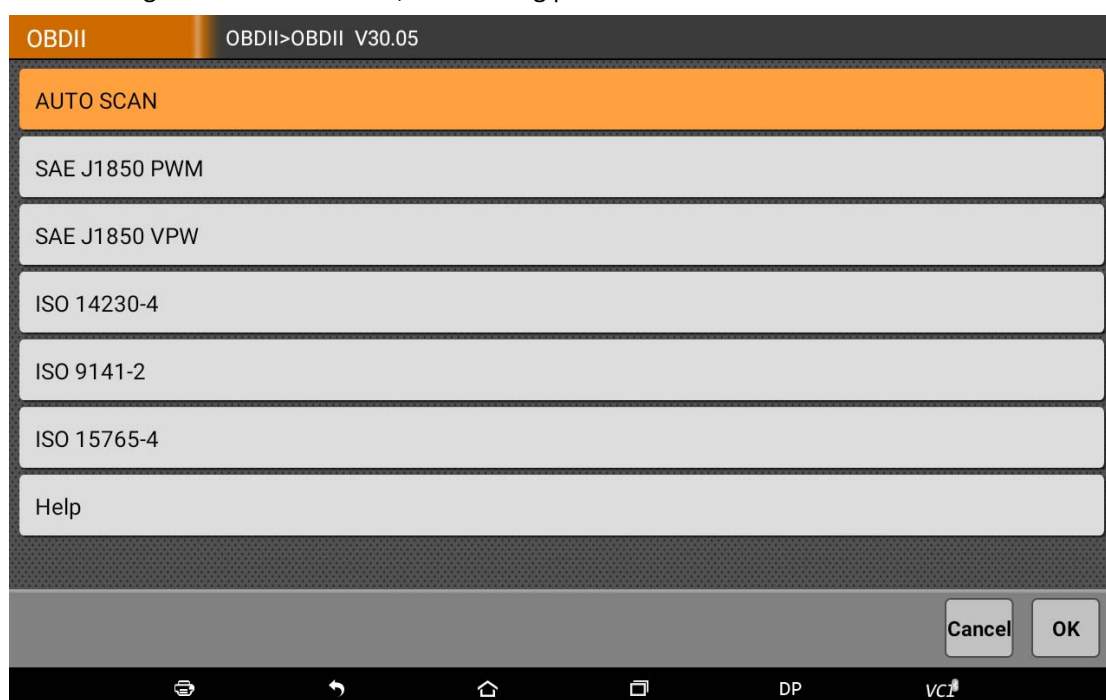 OBDII
OBDII>OBDII V30.05
AUTO SCAN
SAE J1850 PWM
SAE J1850 VPW
ISO 14230-4
ISO 9141-2
ISO 15765-4
Help
Cancel OK
DP VCI